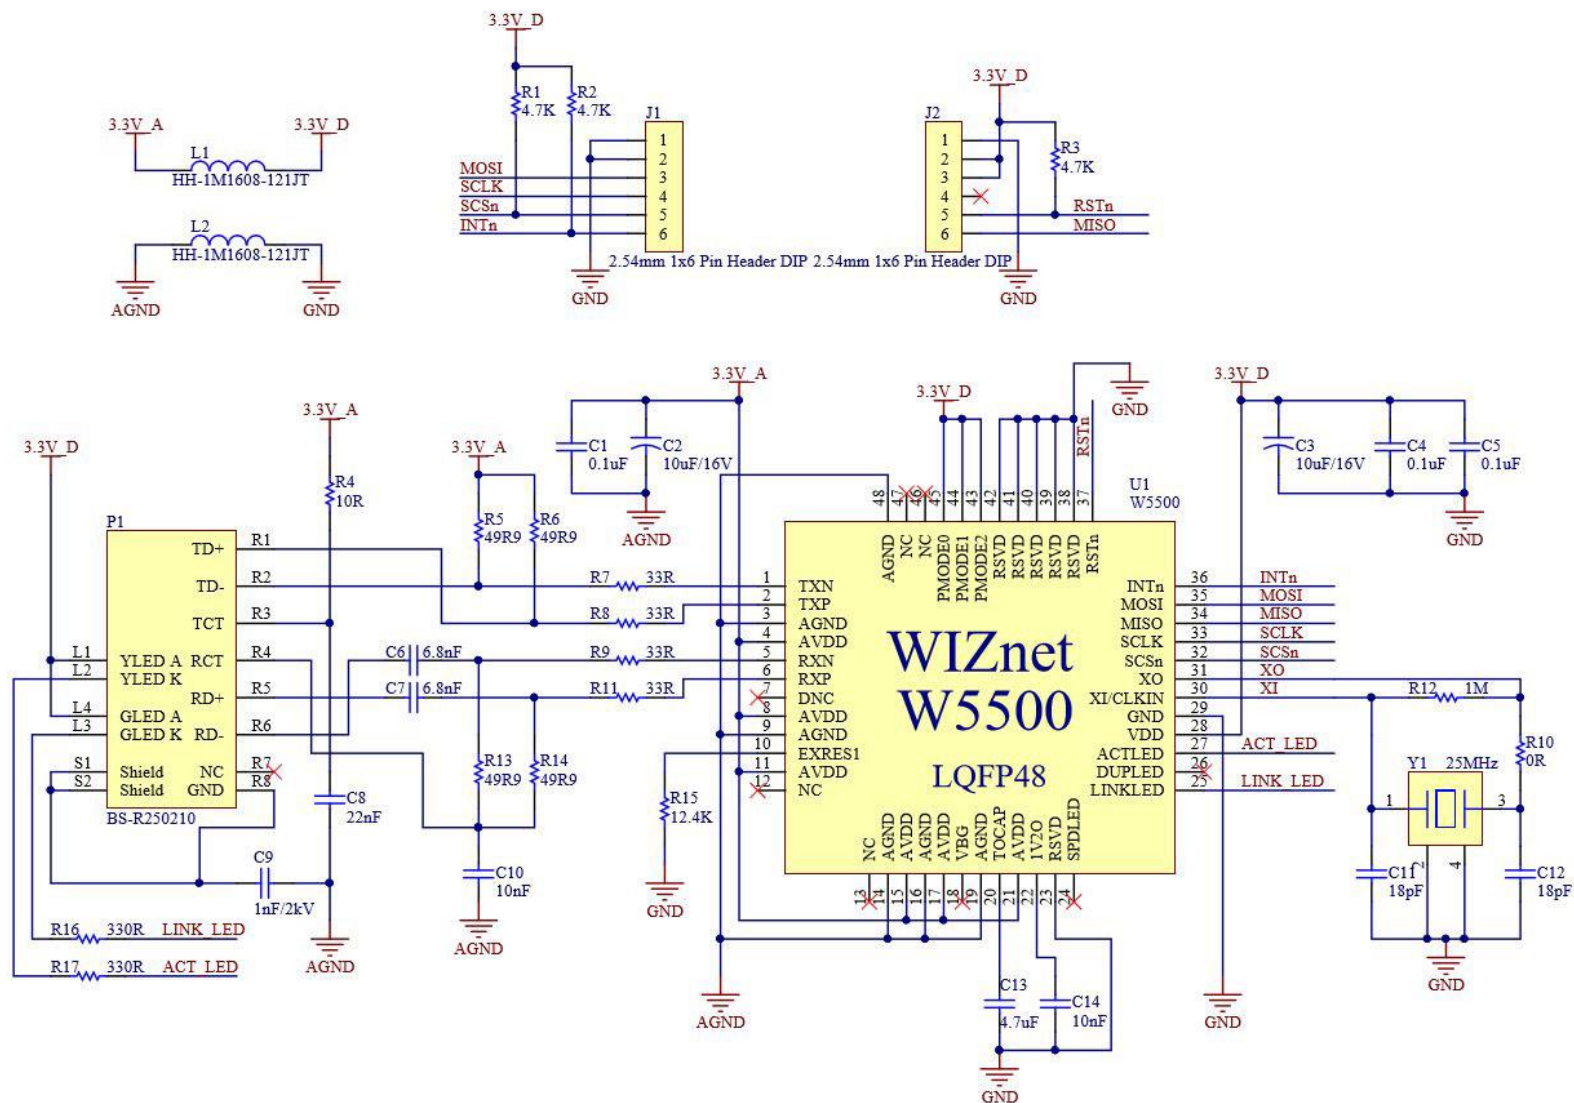 3.3V_A
3.3V_D
L1
HH-1M1608-121JT
L2
HH-1M1608-121JT
AGND
GND
3.3V_D
R1
4.7K
R2
4.7K
J1
MOSI
SCLK
SCSn
INTn
1
2
3
4
5
6
2.54mm 1x6 Pin Header DIP
GND
3.3V_D
J2
R3
4.7K
1
2
3
4
5
6
RSTn
MISO
2.54mm 1x6 Pin Header DIP
GND
3.3V_D
3.3V_A
R4
10R
P1
TD+ R1
TD- R2
TCT R3
L1 YLED A RCT R4
L2 YLED K
RD+ R5
L4 GLED A
L3 GLED K RD- R6
S1 Shield NC R7
S2 Shield GND R8
BS-R250210
C8
22nF
C9
1nF/2kV
R16 330R LINK_LED
R17 330R ACT_LED
AGND
3.3V_A
R5
49R9
R6
49R9
R7 33R
R8 33R
C6 6.8nF
R9 33R
C7 6.8nF
R11 33R
R13
49R9
R14
49R9
C10
10nF
AGND
R15
12.4K
GND
3.3V_A
C1
0.1uF
C2
10uF/16V
AGND
3.3V_D
GND
RSTn
U1
W5500
48 AGND
47 NC
46 NC
45 PMODE0
44 PMODE1
43 PMODE2
42 RSVD
41 RSVD
40 RSVD
39 RSVD
38 RSVD
37 RSTn
1 TXN
2 TXP
3 AGND
4 AVDD
5 RXN
6 RXP
7 DNC
8 AVDD
9 AGND
10 EXRES1
11 AVDD
12 NC
WIZnet
W5500
LQFP48
INTn 36 INTn
MOSI 35 MOSI
MISO 34 MISO
SCLK 33 SCLK
SCSn 32 SCSn
XO 31 XO
XI/CLKIN 30 XI
GND 29
VDD 28
ACTLED 27 ACT_LED
DUPLED 26
LINKLED 25 LINK_LED
NC 13
AGND 14
AVDD 15
AGND 16
AVDD 17
VBG 18
AGND 19
TOCAP 20
AVDD 21
1V2O 22
RSVD 23
SPDLED 24
AGND
C13
4.7uF
C14
10nF
GND
GND
3.3V_D
C3
10uF/16V
C4
0.1uF
C5
0.1uF
GND
R12 1M
R10
0R
Y1 25MHz
1
3
2
4
C11
18pF
C12
18pF
GND